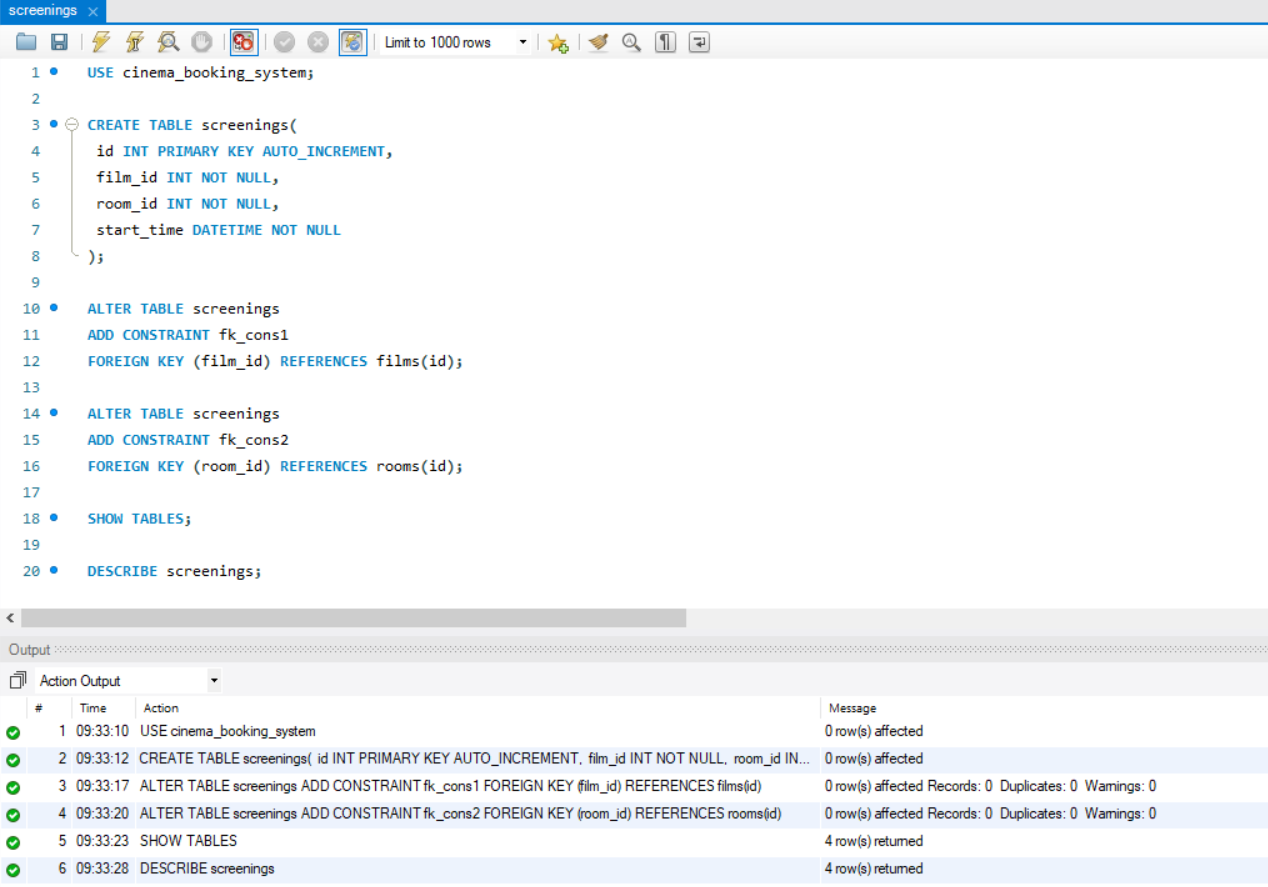 screenings
Limit to 1000 rows
1 USE cinema_booking_system;
2
3 CREATE TABLE screenings(
4 id INT PRIMARY KEY AUTO_INCREMENT,
5 film_id INT NOT NULL,
6 room_id INT NOT NULL,
7 start_time DATETIME NOT NULL
8 );
9
10 ALTER TABLE screenings
11 ADD CONSTRAINT fk_cons1
12 FOREIGN KEY (film_id) REFERENCES films(id);
13
14 ALTER TABLE screenings
15 ADD CONSTRAINT fk_cons2
16 FOREIGN KEY (room_id) REFERENCES rooms(id);
17
18 SHOW TABLES;
19
20 DESCRIBE screenings;
Output
Action Output
# Time Action Message
1 09:33:10 USE cinema_booking_system 0 row(s) affected
2 09:33:12 CREATE TABLE screenings( id INT PRIMARY KEY AUTO_INCREMENT, film_id INT NOT NULL, room_id IN... 0 row(s) affected
3 09:33:17 ALTER TABLE screenings ADD CONSTRAINT fk_cons1 FOREIGN KEY (film_id) REFERENCES films(id) 0 row(s) affected Records: 0 Duplicates: 0 Warnings: 0
4 09:33:20 ALTER TABLE screenings ADD CONSTRAINT fk_cons2 FOREIGN KEY (room_id) REFERENCES rooms(id) 0 row(s) affected Records: 0 Duplicates: 0 Warnings: 0
5 09:33:23 SHOW TABLES 4 row(s) returned
6 09:33:28 DESCRIBE screenings 4 row(s) returned